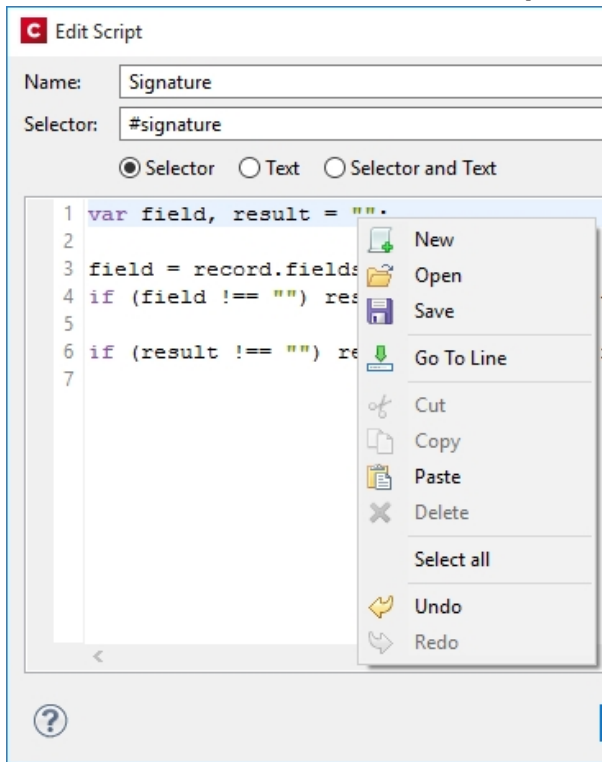 C Edit Script
Name: Signature
Selector: #signature
Selector Text Selector and Text
1 var field, result = "";
2
3 field = record.fields
4 if (field !== "") res
5
6 if (result !== "") re
7
New
Open
Save
Go To Line
Cut
Copy
Paste
Delete
Select all
Undo
Redo
?